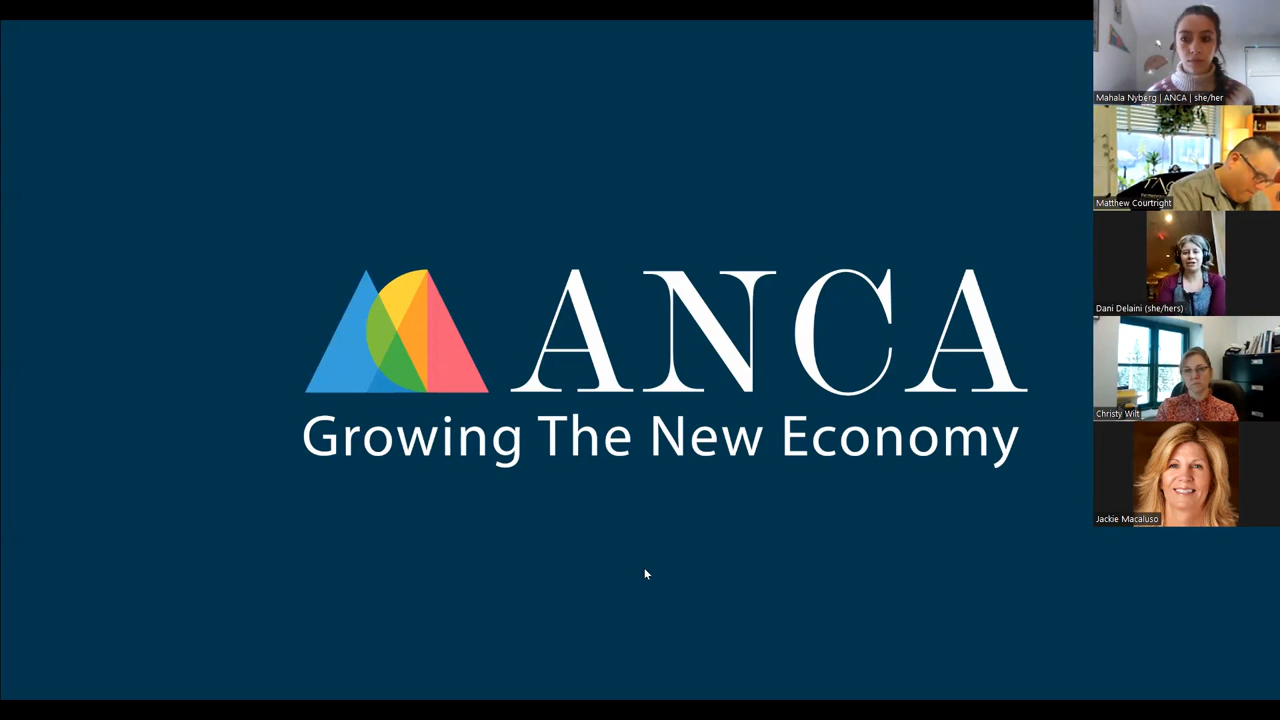 ANCA
Growing The New Economy
Mahala Nyberg | ANCA | she/her
Matthew Courtright
Dani Delaini (she/hers)
Christy Wilt
Jackie Macaluso